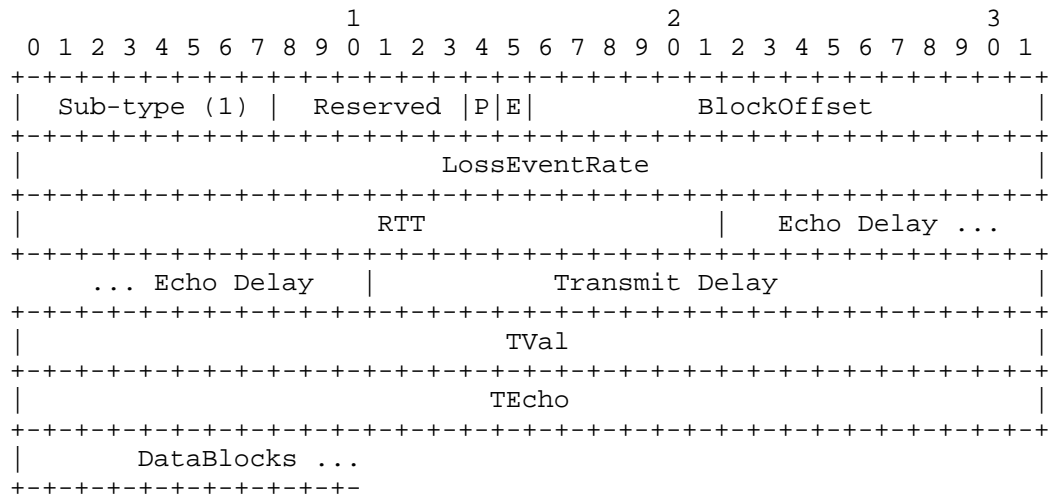 1                   2                   3
 0 1 2 3 4 5 6 7 8 9 0 1 2 3 4 5 6 7 8 9 0 1 2 3 4 5 6 7 8 9 0 1
+-+-+-+-+-+-+-+-+-+-+-+-+-+-+-+-+-+-+-+-+-+-+-+-+-+-+-+-+-+-+-+-+
|  Sub-type (1) |  Reserved |P|E|          BlockOffset          |
+-+-+-+-+-+-+-+-+-+-+-+-+-+-+-+-+-+-+-+-+-+-+-+-+-+-+-+-+-+-+-+-+
|                          LossEventRate                        |
+-+-+-+-+-+-+-+-+-+-+-+-+-+-+-+-+-+-+-+-+-+-+-+-+-+-+-+-+-+-+-+-+
|                      RTT                  |   Echo Delay ...
+-+-+-+-+-+-+-+-+-+-+-+-+-+-+-+-+-+-+-+-+-+-+-+-+-+-+-+-+-+-+-+-+
     ... Echo Delay  |           Transmit Delay                |
+-+-+-+-+-+-+-+-+-+-+-+-+-+-+-+-+-+-+-+-+-+-+-+-+-+-+-+-+-+-+-+-+
|                              TVal                             |
+-+-+-+-+-+-+-+-+-+-+-+-+-+-+-+-+-+-+-+-+-+-+-+-+-+-+-+-+-+-+-+-+
|                             TEcho                             |
+-+-+-+-+-+-+-+-+-+-+-+-+-+-+-+-+-+-+-+-+-+-+-+-+-+-+-+-+-+-+-+-+
|       DataBlocks ...
+-+-+-+-+-+-+-+-+-+-+-